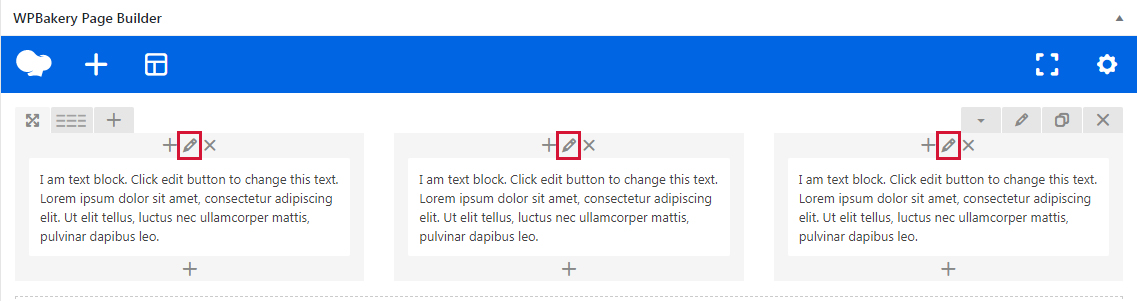 WPBakery Page Builder
I am text block. Click edit button to change this text.
Lorem ipsum dolor sit amet, consectetur adipiscing
elit. Ut elit tellus, luctus nec ullamcorper mattis,
pulvinar dapibus leo.
I am text block. Click edit button to change this text.
Lorem ipsum dolor sit amet, consectetur adipiscing
elit. Ut elit tellus, luctus nec ullamcorper mattis,
pulvinar dapibus leo.
I am text block. Click edit button to change this text.
Lorem ipsum dolor sit amet, consectetur adipiscing
elit. Ut elit tellus, luctus nec ullamcorper mattis,
pulvinar dapibus leo.